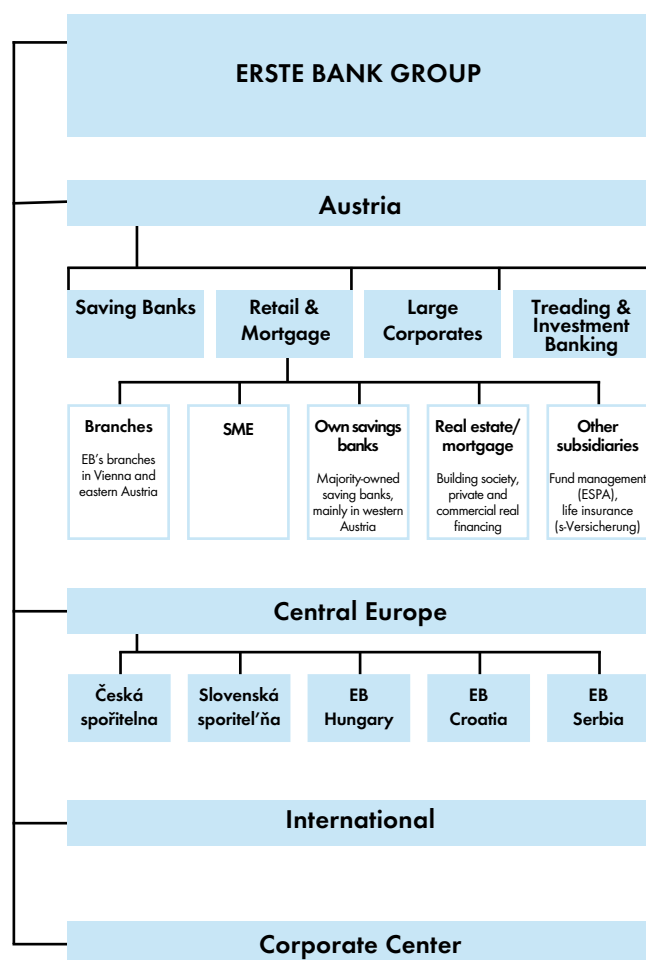 ERSTE BANK GROUP
Austria
Saving Banks
Retail &
Mortgage
Large
Corporates
Treading &
Investment
Banking
Branches
EB's branches
in Vienna and
eastern Austria
SME
Own savings
banks
Majority-owned
saving banks,
mainly in western
Austria
Real estate/
mortgage
Building society,
private and
commercial real
financing
Other
subsidiaries
Fund management
(ESPA),
life insurance
(s-Versicherung)
Central Europe
Česká
spořitelna
Slovenská
sporitel'ňa
EB
Hungary
EB
Croatia
EB
Serbia
International
Corporate Center